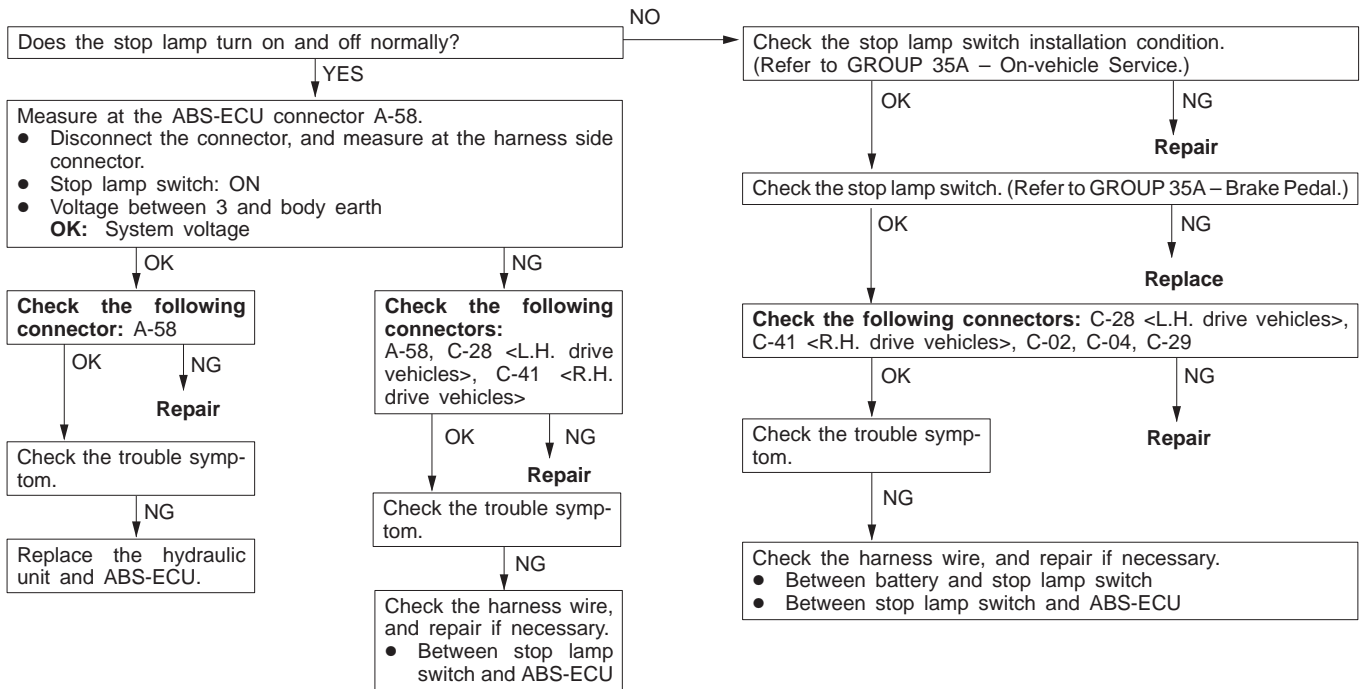 Does the stop lamp turn on and off normally?
NO
YES
Measure at the ABS-ECU connector A-58.
● Disconnect the connector, and measure at the harness side
connector.
● Stop lamp switch: ON
● Voltage between 3 and body earth
OK: System voltage
OK
NG
Check the following
connector: A-58
OK
NG
Repair
Check the trouble symp-
tom.
NG
Replace the hydraulic
unit and ABS-ECU.
Check the following
connectors:
A-58, C-28 <L.H. drive
vehicles>, C-41 <R.H.
drive vehicles>
OK
NG
Repair
Check the trouble symp-
tom.
NG
Check the harness wire,
and repair if necessary.
● Between stop lamp
switch and ABS-ECU
Check the stop lamp switch installation condition.
(Refer to GROUP 35A – On-vehicle Service.)
OK
NG
Repair
Check the stop lamp switch. (Refer to GROUP 35A – Brake Pedal.)
OK
NG
Replace
Check the following connectors: C-28 <L.H. drive vehicles>,
C-41 <R.H. drive vehicles>, C-02, C-04, C-29
OK
NG
Repair
Check the trouble symp-
tom.
NG
Check the harness wire, and repair if necessary.
● Between battery and stop lamp switch
● Between stop lamp switch and ABS-ECU